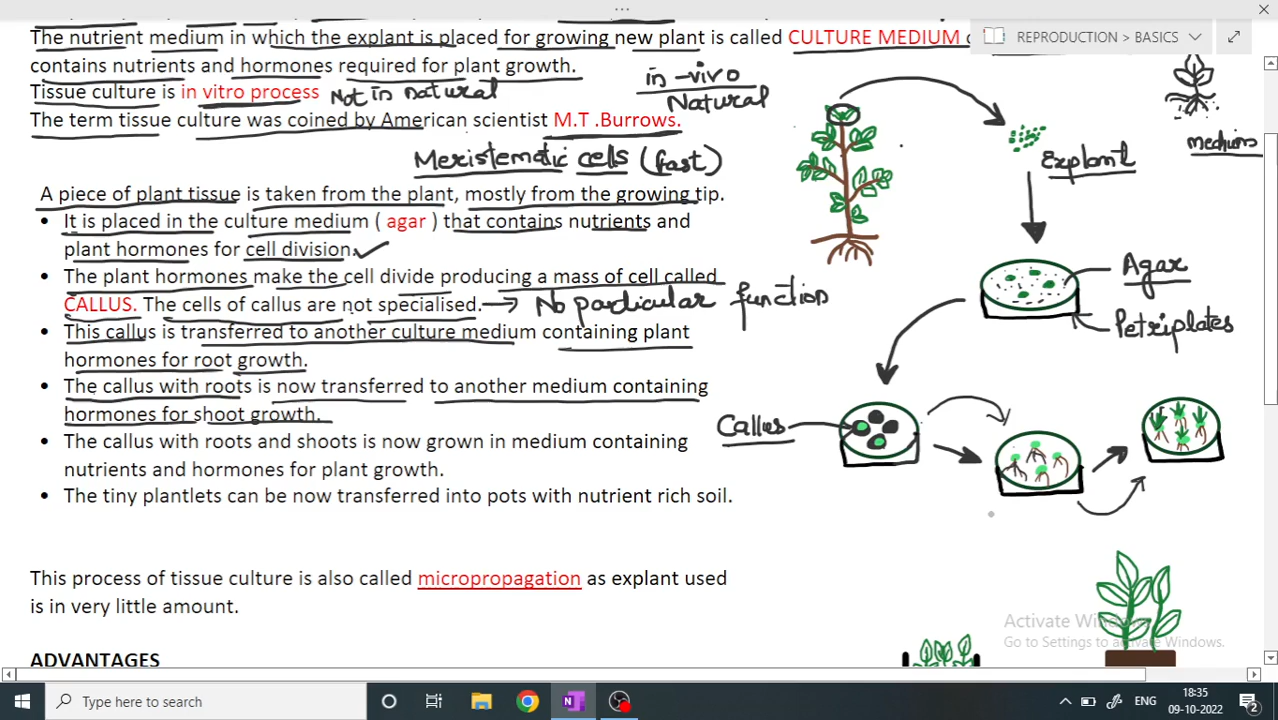 The nutrient medium in which the explant is placed for growing new plant is called CULTURE MEDIUM
REPRODUCTION > BASICS
contains nutrients and hormones required for plant growth.
in-vivo
Natural
Tissue culture is in vitro process Not in natural
The term tissue culture was coined by American scientist M.T .Burrows.
mediums
Meristematic cells (fast)
Explant
A piece of plant tissue is taken from the plant, mostly from the growing tip.
• It is placed in the culture medium ( agar ) that contains nutrients and
plant hormones for cell division.
• The plant hormones make the cell divide producing a mass of cell called
CALLUS. The cells of callus are not specialised. → No particular function
Agar
Petriplates
• This callus is transferred to another culture medium containing plant
hormones for root growth.
• The callus with roots is now transferred to another medium containing
hormones for shoot growth.
Callus
• The callus with roots and shoots is now grown in medium containing
nutrients and hormones for plant growth.
• The tiny plantlets can be now transferred into pots with nutrient rich soil.
This process of tissue culture is also called micropropagation as explant used
is in very little amount.
Activate Windows
Go to Settings to activate Windows.
ADVANTAGES
Type here to search
ENG
18:35
09-10-2022
2